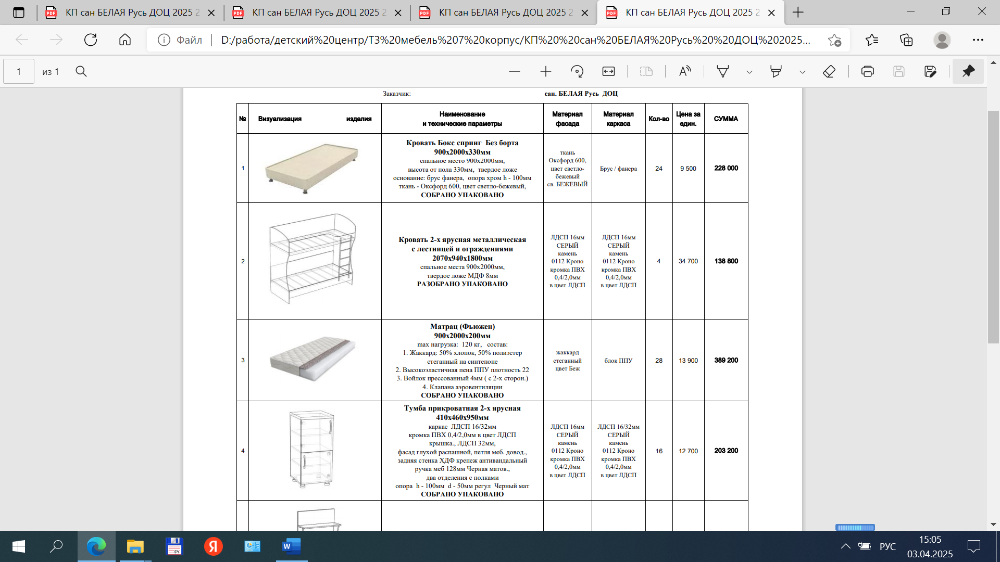 КП сан БЕЛАЯ Русь ДОЦ 2025 2
КП сан БЕЛАЯ Русь ДОЦ 2025 2
КП сан БЕЛАЯ Русь ДОЦ 2025 2
КП сан БЕЛАЯ Русь ДОЦ 2025 2
Файл
D:/работа/детский%20центр/ТЗ%20мебель%207%20корпус/КП%20%20сан%20БЕЛАЯ%20Русь%20%20ДОЦ%202025...
1
из 1
Заказчик:
сан. БЕЛАЯ Русь ДОЦ
№
Визуализация изделия
Наименование
и технические параметры
Материал
фасада
Материал
каркаса
Кол-во
Цена за
един.
СУММА
1
Кровать Бокс спринг Без борта
900х2000х330мм
спальное место 900х2000мм,
высота от пола 330мм, твердое ложе
основание: брус фанера, опора хром h - 100мм
ткань - Оксфорд 600, цвет светло-бежевый,
СОБРАНО УПАКОВАНО
ткань
Оксфорд 600,
цвет светло-
бежевый
св. БЕЖЕВЫЙ
Брус / фанера
24
9 500
228 000
2
Кровать 2-х ярусная металлическая
с лестницей и ограждениями
2070х940х1800мм
спальное места 900х2000мм,
твердое ложе МДФ 8мм
РАЗОБРАНО УПАКОВАНО
ЛДСП 16мм
СЕРЫЙ
камень
0112 Кроно
кромка ПВХ
0,4/2,0мм
в цвет ЛДСП
ЛДСП 16мм
СЕРЫЙ
камень
0112 Кроно
кромка ПВХ
0,4/2,0мм
в цвет ЛДСП
4
34 700
138 800
3
Матрац (Фьюжен)
900х2000х200мм
max нагрузка: 120 кг, состав:
1. Жаккард: 50% хлопок, 50% полиэстер
стеганный на синтепоне
2. Высокоэластичная пена ППУ плотность 22
3. Войлок прессованный 4мм ( с 2-х сторон.)
4. Клапана аэровентиляции
СОБРАНО УПАКОВАНО
жаккард
стеганный
цвет Беж
блок ППУ
28
13 900
389 200
4
Тумба прикроватная 2-х ярусная
410х460х950мм
каркас ЛДСП 16/32мм
кромка ПВХ 0,4/2,0мм в цвет ЛДСП
крышка., ЛДСП 32мм,
фасад глухой распашной, петля меб. довод.,
задняя стенка ХДФ крепеж антивандальный
ручка меб 128мм Черная матов.,
два отделения с полками
опора h - 100мм d - 50мм регул Черный мат
СОБРАНО УПАКОВАНО
ЛДСП 16мм
СЕРЫЙ
камень
0112 Кроно
кромка ПВХ
0,4/2,0мм
в цвет ЛДСП
ЛДСП 16/32мм
СЕРЫЙ
камень
0112 Кроно
кромка ПВХ
0,4/2,0мм
в цвет ЛДСП
16
12 700
203 200
РУС
15:05
03.04.2025